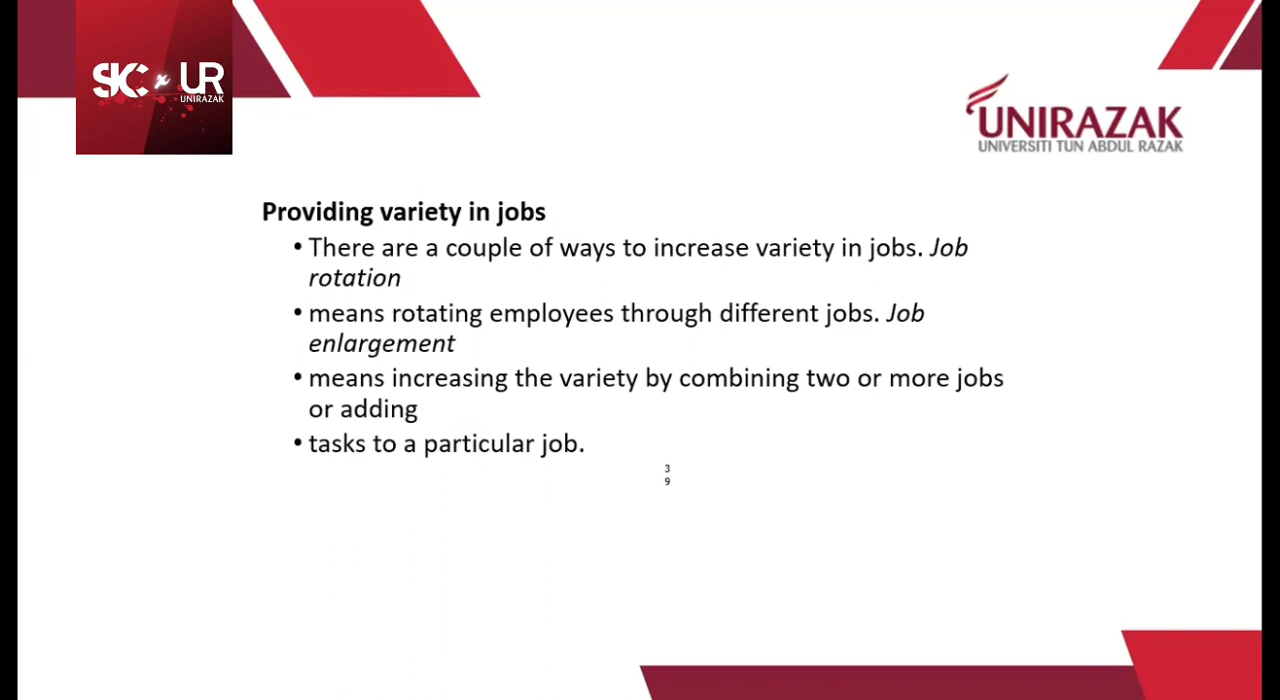 SIC x UR
UNIRAZAK
UNIRAZAK
UNIVERSITI TUN ABDUL RAZAK
Providing variety in jobs
• There are a couple of ways to increase variety in jobs. Job
rotation
• means rotating employees through different jobs. Job
enlargement
• means increasing the variety by combining two or more jobs
or adding
• tasks to a particular job.
3
9